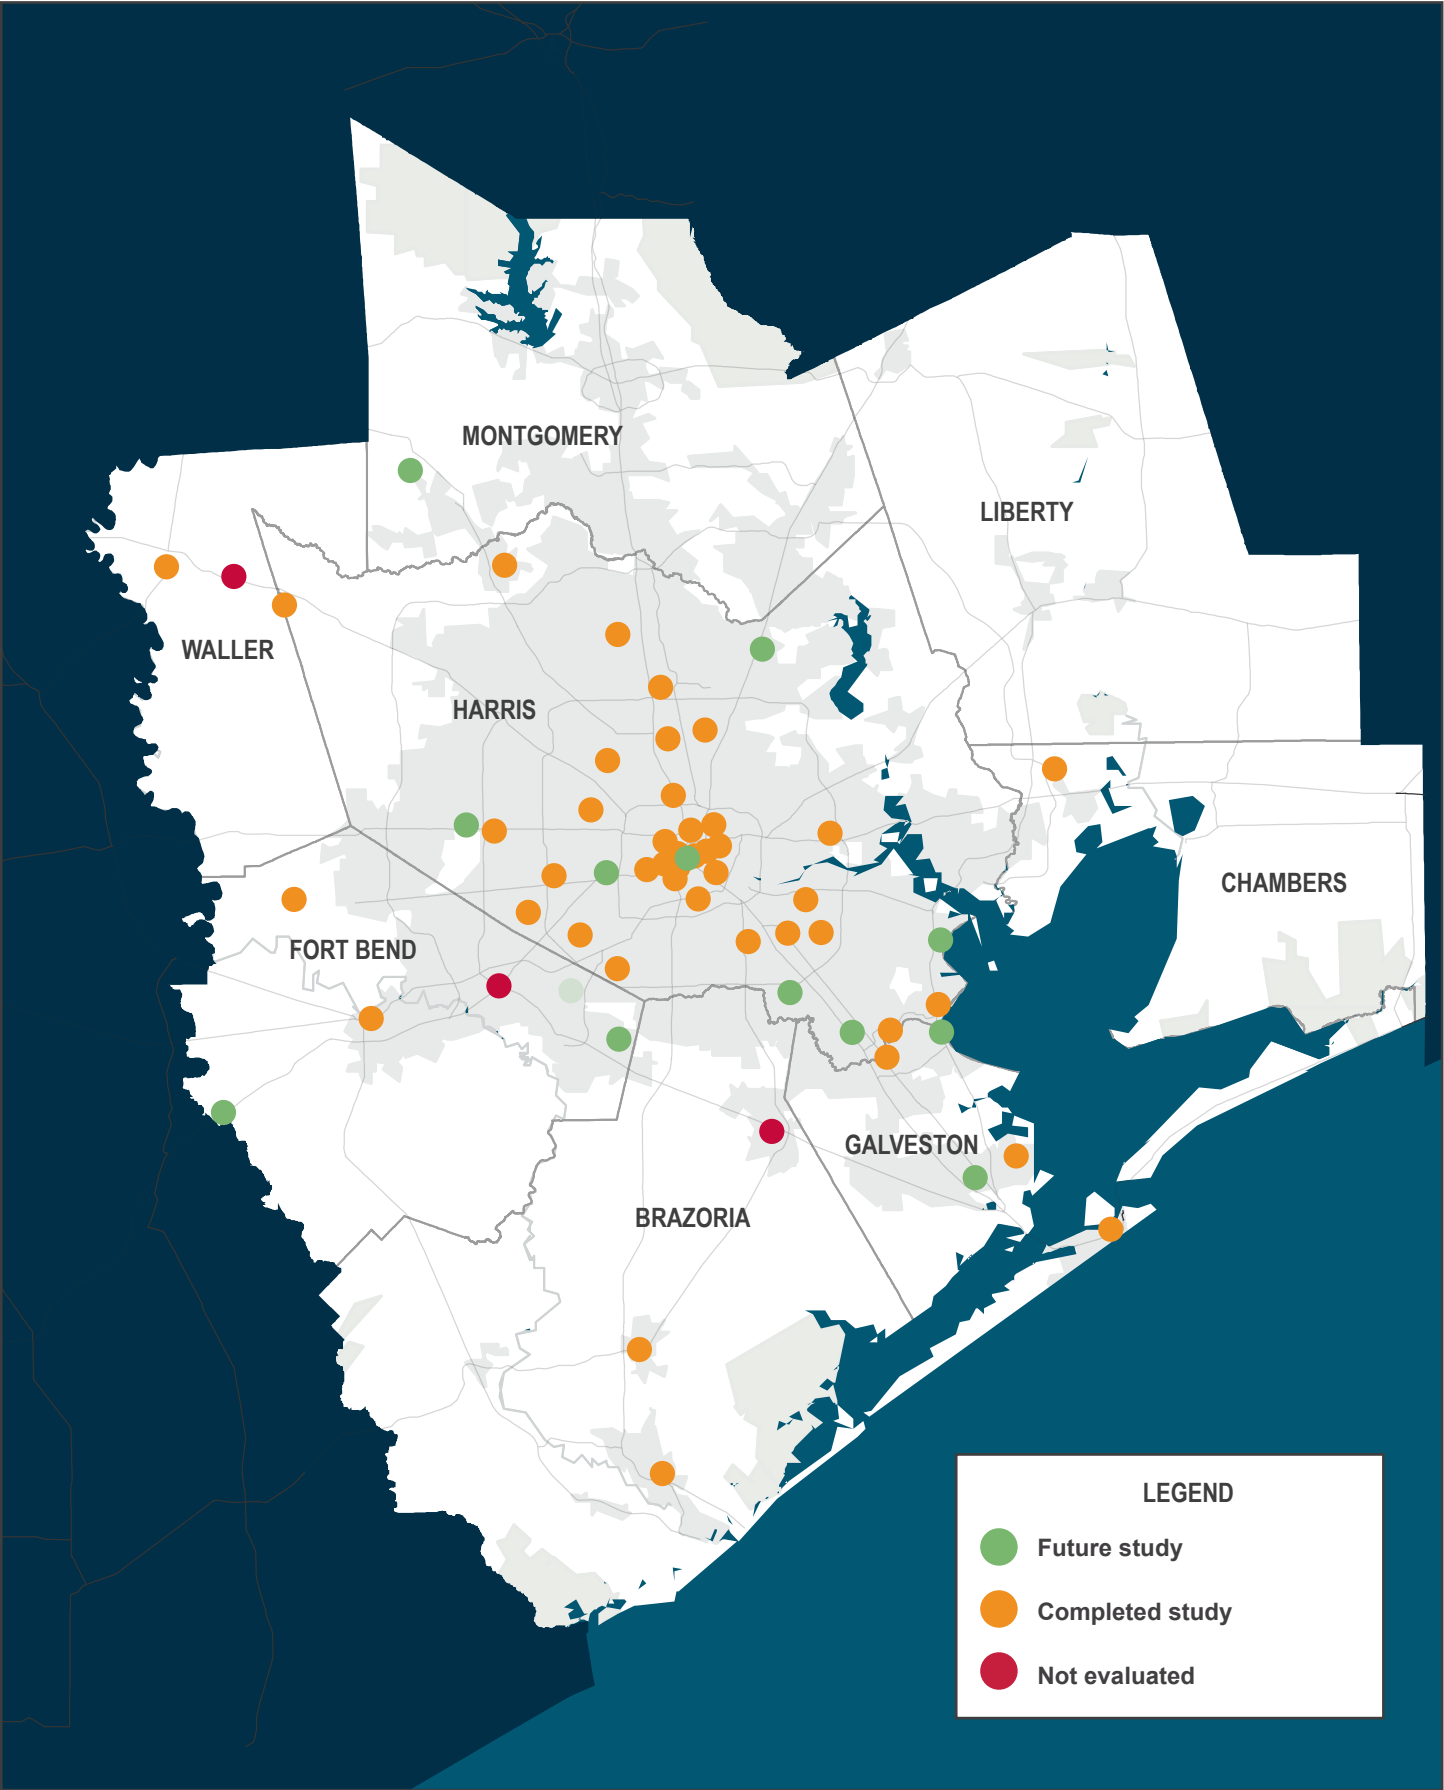 MONTGOMERY
LIBERTY
WALLER
HARRIS
CHAMBERS
FORT BEND
GALVESTON
BRAZORIA
LEGEND
Future study
Completed study
Not evaluated